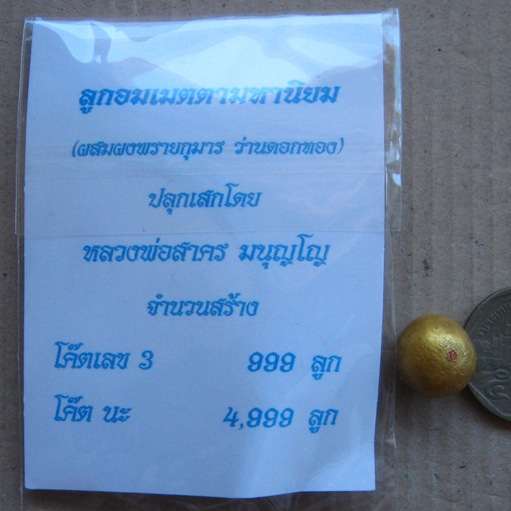 ลูกอมเมตตามหานิยม
(ผสมผงพรายกุมาร ว่านดอกทอง)
ปลุกเสกโดย
หลวงพ่อสาคร มนุญโญ
จำนวนสร้าง
โค๊ตเลข 3 999 ลูก
โค๊ต นะ 4,999 ลูก